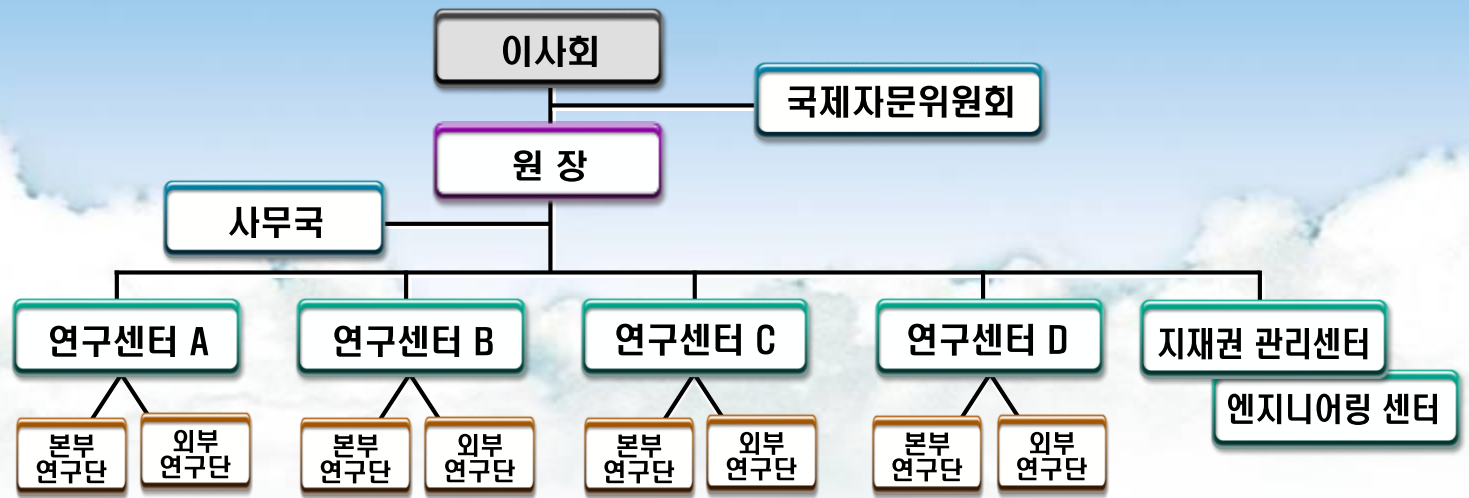 이사회
국제자문위원회
원 장
사무국
연구센터 A
연구센터 B
연구센터 C
연구센터 D
지재권 관리센터
엔지니어링 센터
본부
연구단
외부
연구단
본부
연구단
외부
연구단
본부
연구단
외부
연구단
본부
연구단
외부
연구단